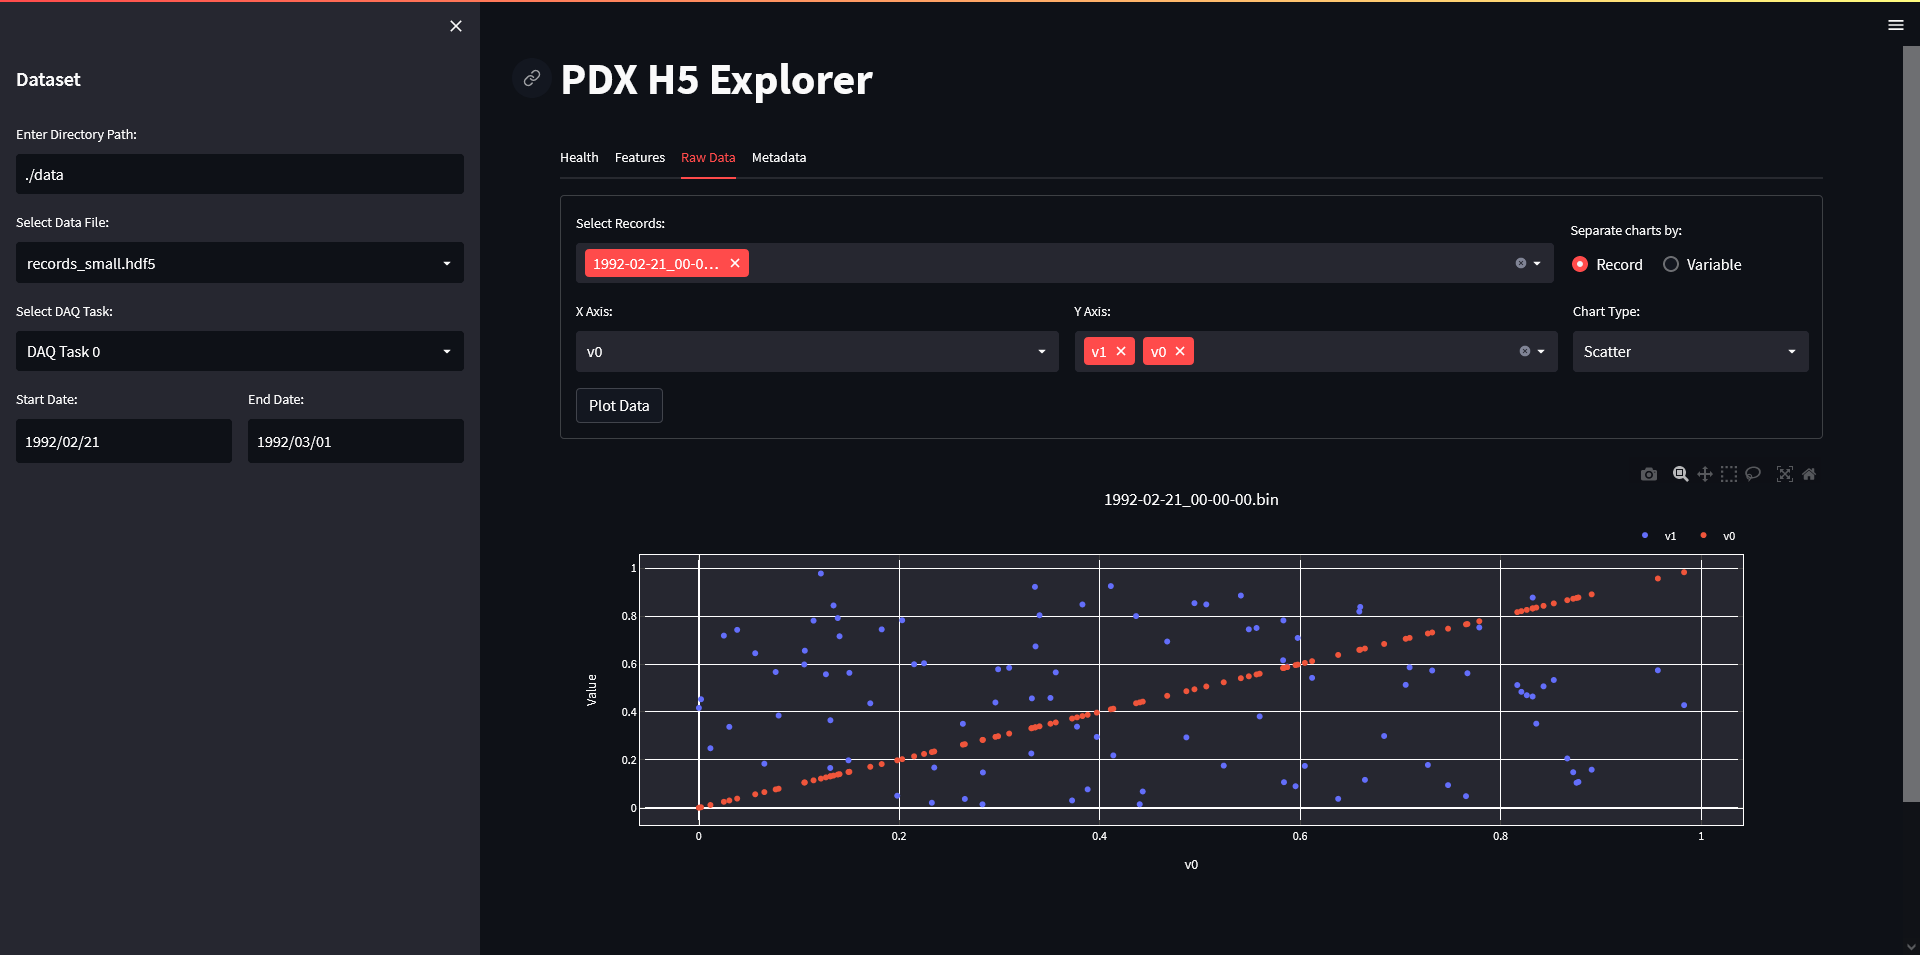 Dataset
Enter Directory Path:
./data
Select Data File:
records_small.hdf5
Select DAQ Task:
DAQ Task 0
Start Date: End Date:
1992/02/21 1992/03/01
PDX H5 Explorer
Health Features Raw Data Metadata
Select Records:
1992-02-21_00-0...
Separate charts by:
Record Variable
X Axis: Y Axis: Chart Type:
v0 v1 v0 Scatter
Plot Data
1992-02-21_00-00-00.bin
v1 v0
1
0.8
0.6
0.4
0.2
0
Value
0 0.2 0.4 0.6 0.8 1
v0